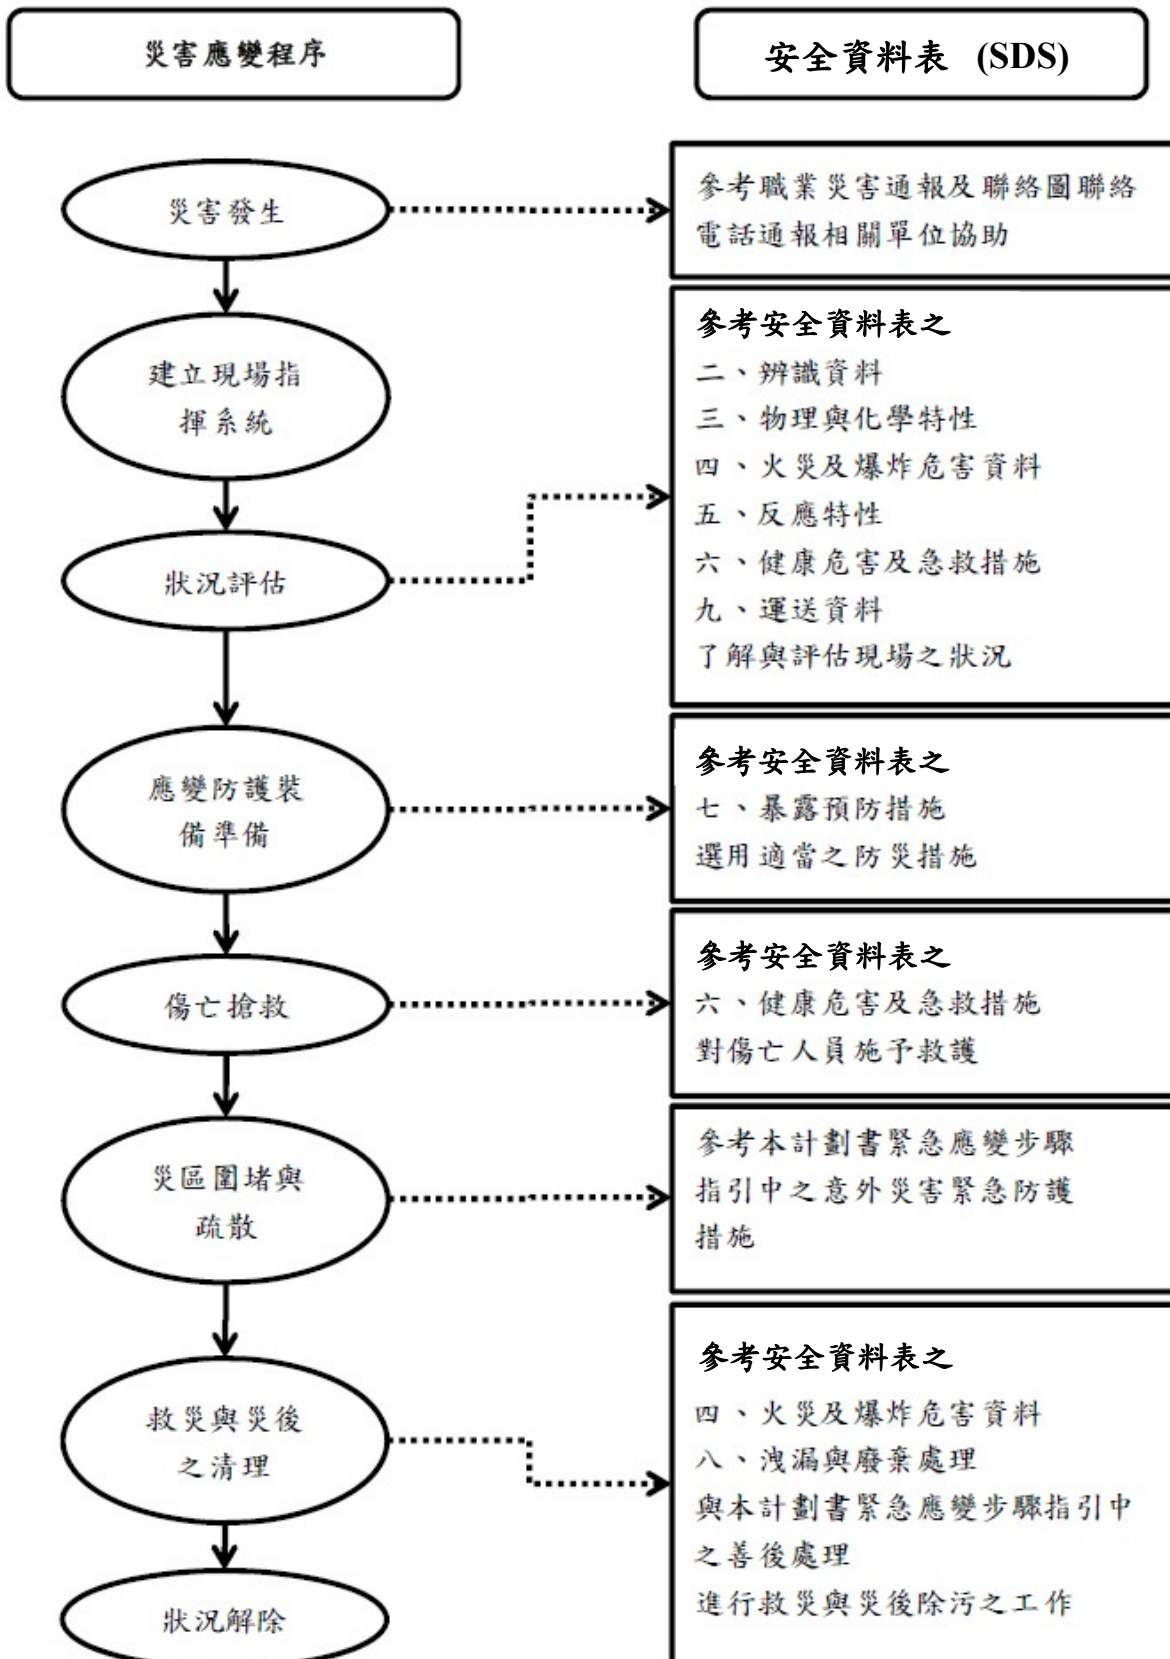 災害應變程序
安全資料表 (SDS)
災害發生
參考職業災害通報及聯絡圖聯絡
電話通報相關單位協助
建立現場指
揮系統
狀況評估
參考安全資料表之
二、辨識資料
三、物理與化學特性
四、火災及爆炸危害資料
五、反應特性
六、健康危害及急救措施
九、運送資料
了解與評估現場之狀況
應變防護裝
備準備
參考安全資料表之
七、暴露預防措施
選用適當之防災措施
傷亡搶救
參考安全資料表之
六、健康危害及急救措施
對傷亡人員施予救護
災區圍堵與
疏散
參考本計劃書緊急應變步驟
指引中之意外災害緊急防護
措施
救災與災後
之清理
參考安全資料表之
四、火災及爆炸危害資料
八、洩漏與廢棄處理
與本計劃書緊急應變步驟指引中
之善後處理
進行救災與災後除污之工作
狀況解除